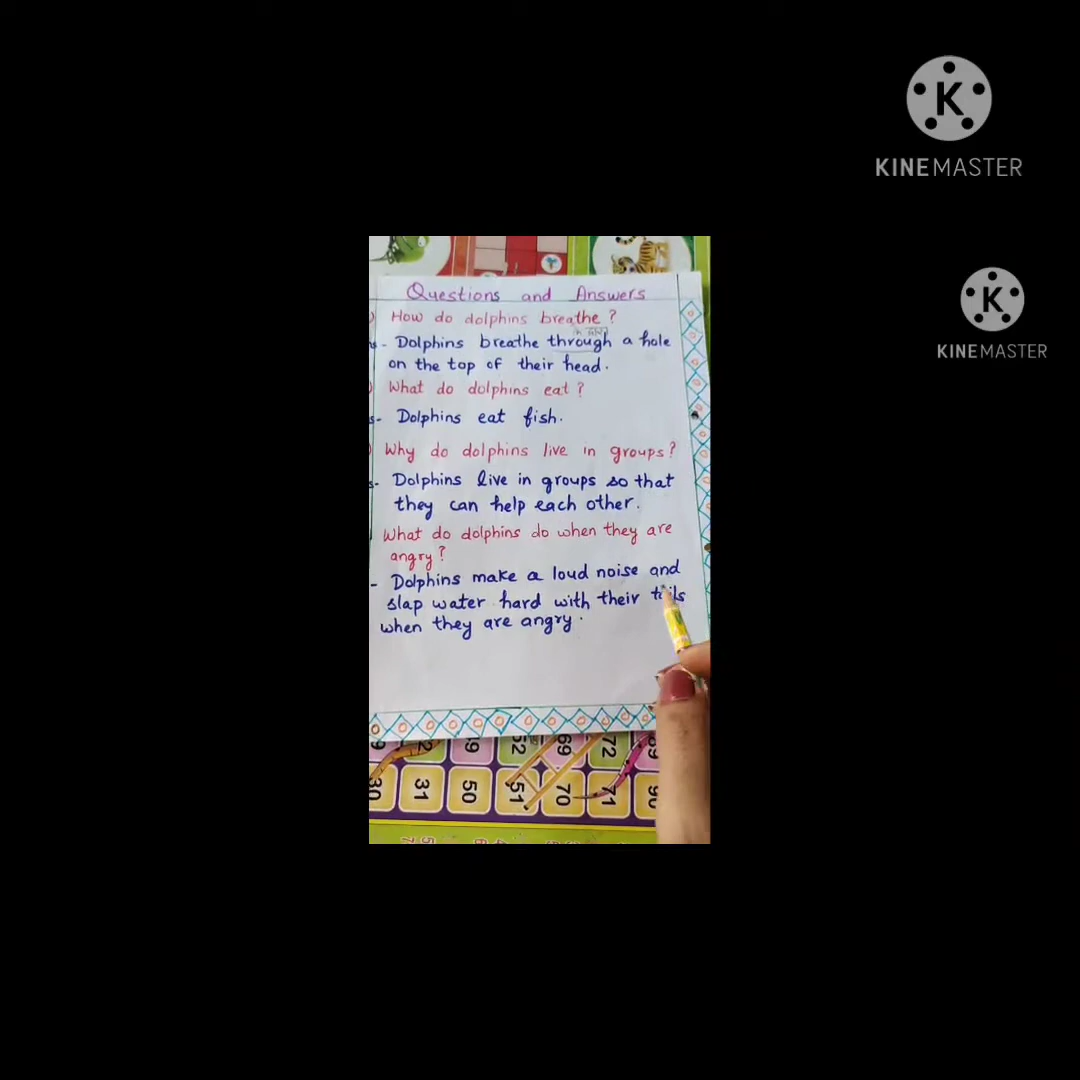 KINEMASTER
KINEMASTER
Questions and Answers
How do dolphins breathe ?
- Dolphins breathe through a hole
on the top of their head.
What do dolphins eat ?
s- Dolphins eat fish.
Why do dolphins live in groups?
s- Dolphins live in groups so that
they can help each other.
What do dolphins do when they are
angry?
- Dolphins make a loud noise and
slap water hard with their tails
when they are angry.
52 69 72
31 50 51 70 71